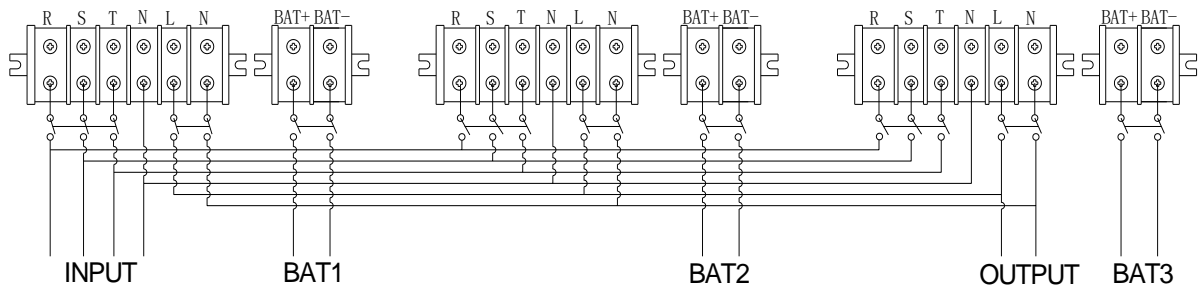 R S T N L N BAT+ BAT- R S T N L N BAT+ BAT- R S T N L N BAT+ BAT-
INPUT BAT1 BAT2 OUTPUT BAT3